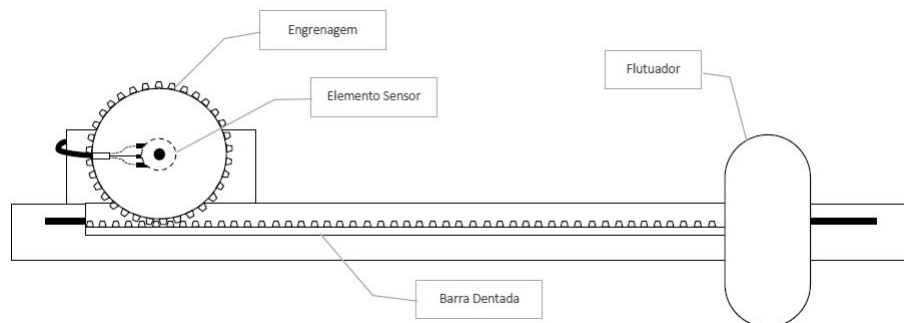 Engrenagem
Flutuador
Elemento Sensor
Barra Dentada